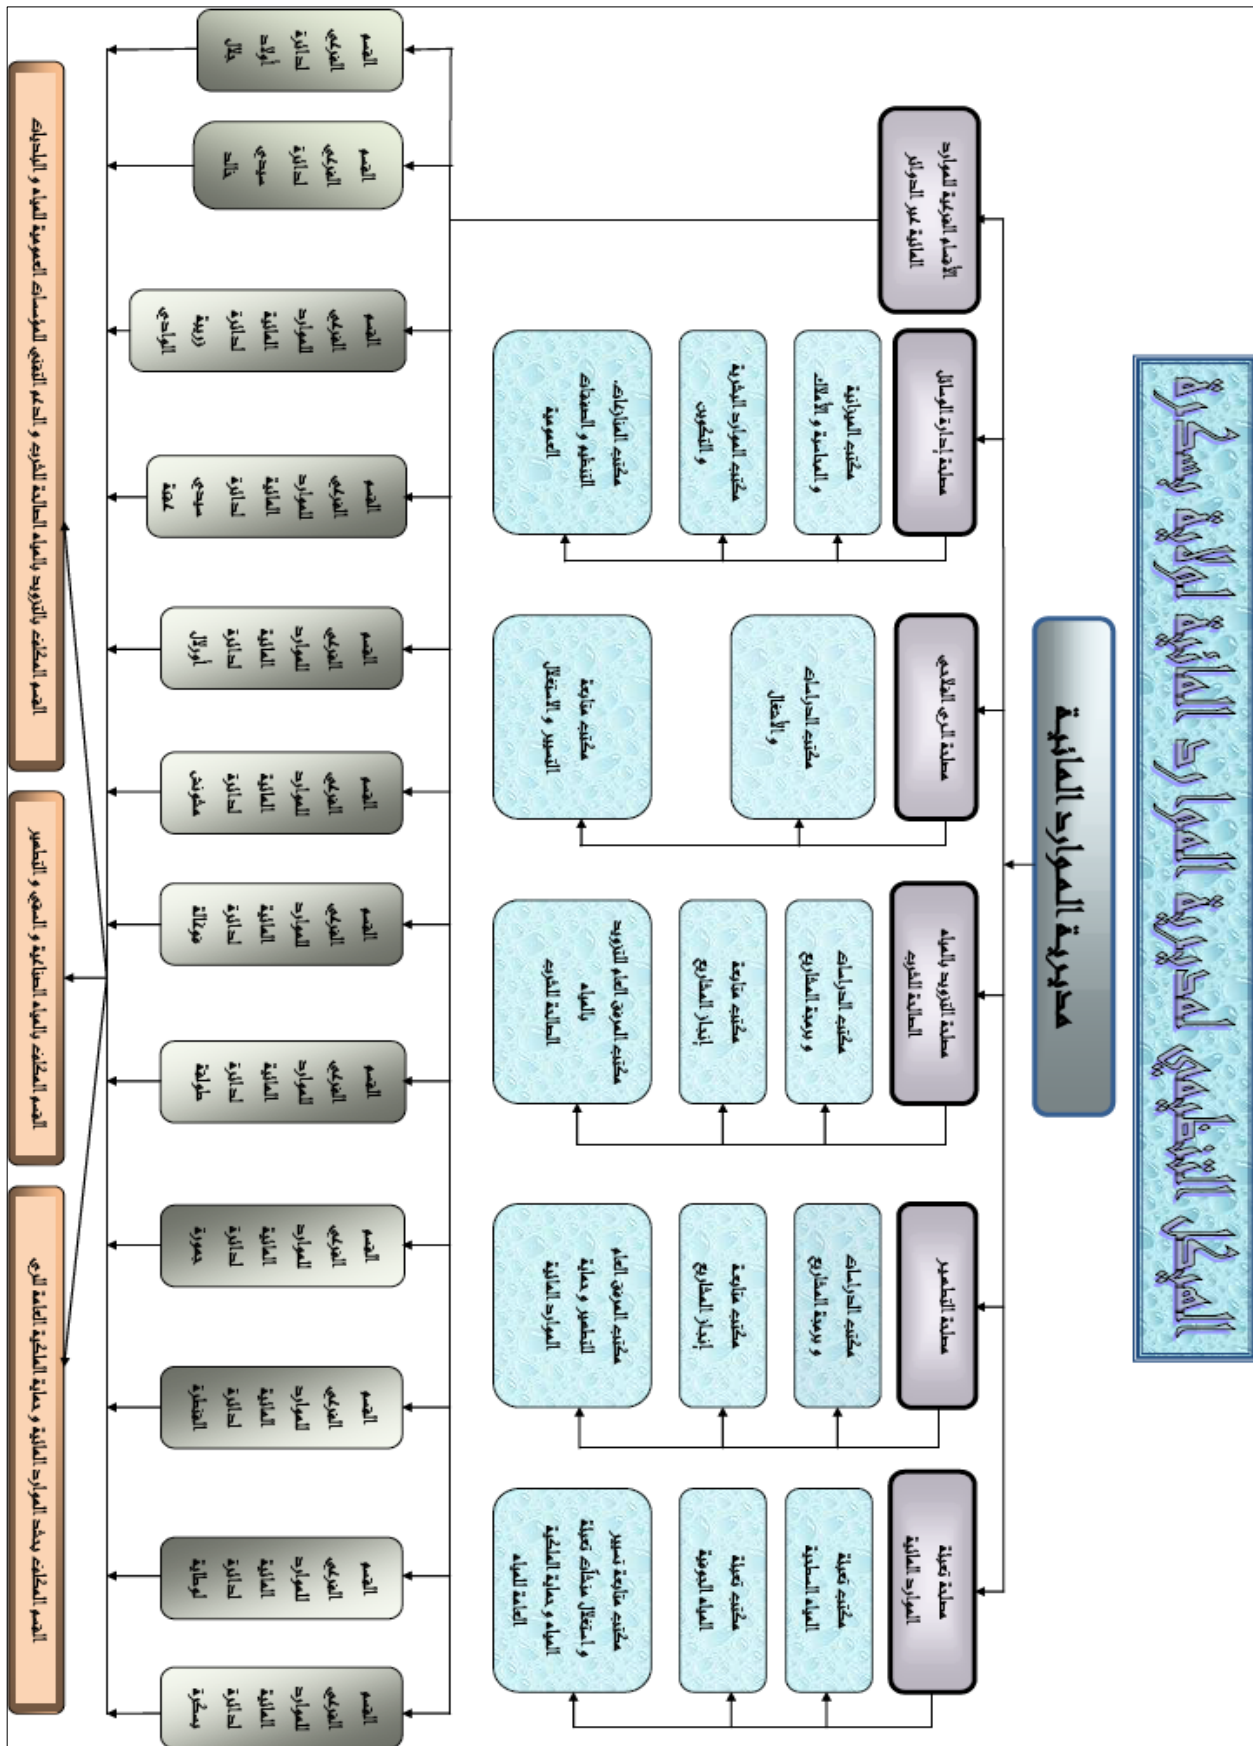 الهيكل التنظيمي لمديرية الموارد المائية لولاية بسكرة
مديرية الموارد المائية
مصلحة تعبئة
الموارد المائية
مصلحة التطهير
مصلحة التزويد بالمياه
الصالحة للشرب
مصلحة الري الفلاحي
مصلحة إدارة الوسائل
الأقسام الفرعية للموارد
المائية عبر الدوائر
مكتب تعبئة
المياه السطحية
مكتب تعبئة
المياه الجوفية
مكتب متابعة تسيير
و استغلال منشآت تعبئة
المياه و حماية الملكية
العامة للمياه
مكتب الدراسات
و برمجة المشاريع
مكتب متابعة
إنجاز المشاريع
مكتب المرفق العام
للتطهير و حماية
الموارد المائية
مكتب الدراسات
و برمجة المشاريع
مكتب متابعة
إنجاز المشاريع
مكتب المرفق العام للتزويد
بالمياه
الصالحة للشرب
مكتب الدراسات
و الأشغال
مكتب متابعة
التسيير و الاستغلال
مكتب الميزانية
و المحاسبة و الأملاك
مكتب الموارد البشرية
و التكوين
مكتب المنازعات،
التنظيم و الصفقات
العمومية
القسم
الفرعي
للموارد
المائية
لدائرة
بسكرة
القسم
الفرعي
للموارد
المائية
لدائرة
لوطاية
القسم
الفرعي
للموارد
المائية
لدائرة
القنطرة
القسم
الفرعي
للموارد
المائية
لدائرة
جمورة
القسم
الفرعي
للموارد
المائية
لدائرة
طولقة
القسم
الفرعي
للموارد
المائية
لدائرة
فوغالة
القسم
الفرعي
للموارد
المائية
لدائرة
مشونش
القسم
الفرعي
للموارد
المائية
لدائرة
أورلال
القسم
الفرعي
للموارد
المائية
لدائرة
سيدي
عقبة
القسم
الفرعي
للموارد
المائية
لدائرة
زريبة
الوادي
القسم
الفرعي
لدائرة
سيدي
خالد
القسم
الفرعي
لدائرة
أولاد
جلال
القسم المكلف بحشد الموارد المائية و حماية الملكية العامة للري
القسم المكلف بالمياه الصناعية و السقي و التطهير
القسم المكلف بالتزويد بالمياه الصالحة للشرب و الدعم التقني للمؤسسات العمومية للمياه و البلديات